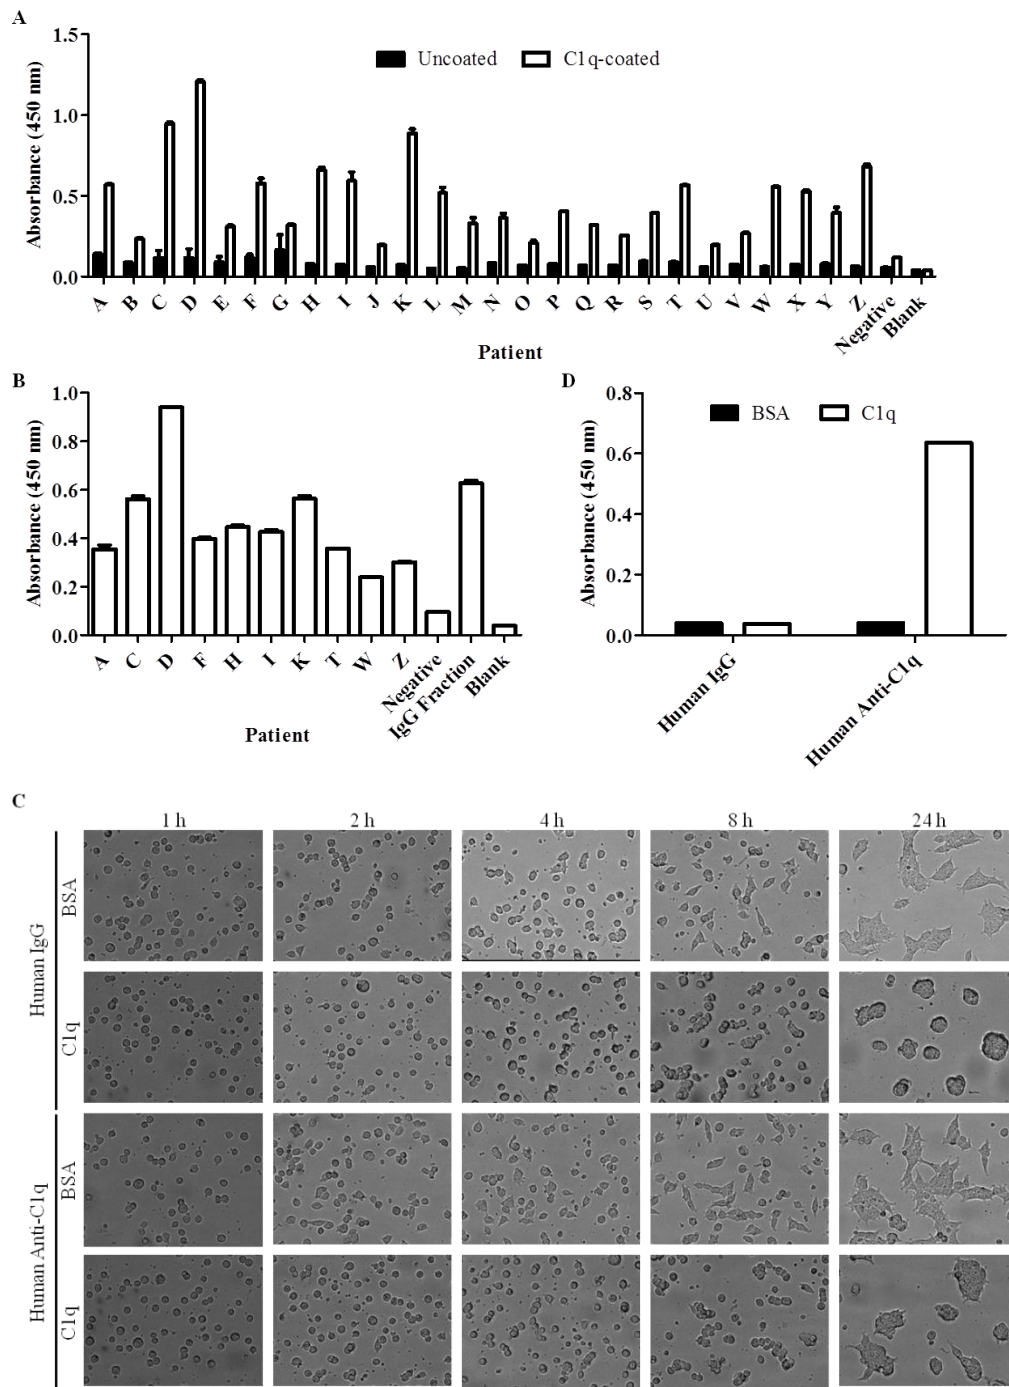 A
Absorbance (450 nm)
1.5
1.0
0.5
0.0
Uncoated C1q-coated
A B C D E F G H I J K L M N O P Q R S T U V W X Y Z Negative Blank
Patient
B
Absorbance (450 nm)
1.0
0.8
0.6
0.4
0.2
0.0
A C D F H I K T W Z Negative IgG Fraction Blank
Patient
D
Absorbance (450 nm)
0.8
0.6
0.4
0.2
0.0
BSA C1q
Human IgG Human Anti-C1q
C
1 h 2 h 4 h 8 h 24 h
Human IgG
BSA
C1q
Human Anti-C1q
BSA
C1q